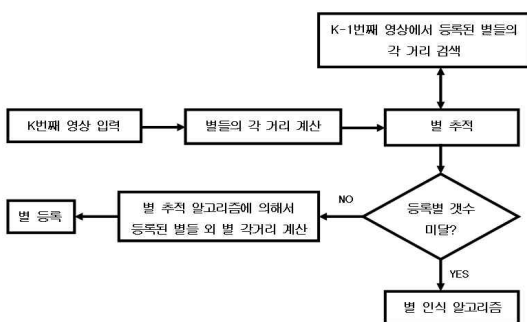 K-1번째 영상에서 등록된 별들의
각 거리 검색
K번째 영상 입력
별들의 각 거리 계산
별 추적
등록별 갯수
미달?
NO
별 추적 알고리즘에 의해서
등록된 별들 외 별 각거리 계산
별 등록
YES
별 인식 알고리즘